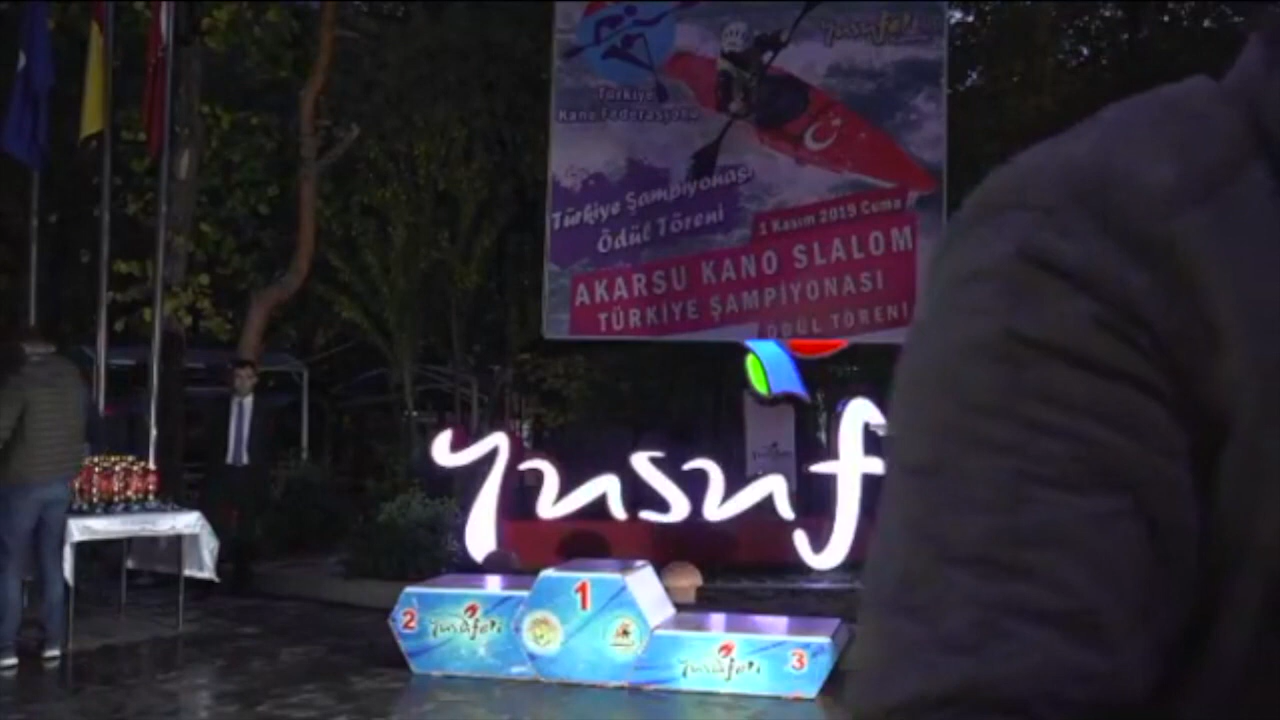 yusufeli
Türkiye
Kano Federasyonu
Türkiye Şampiyonası
Ödül Töreni
1 Kasım 2019 Cuma
AKARSU KANO SLALOM
TÜRKİYE ŞAMPİYONASI
ÖDÜL TÖRENİ
yusuf
1
2
yusufeli
yusufeli
3